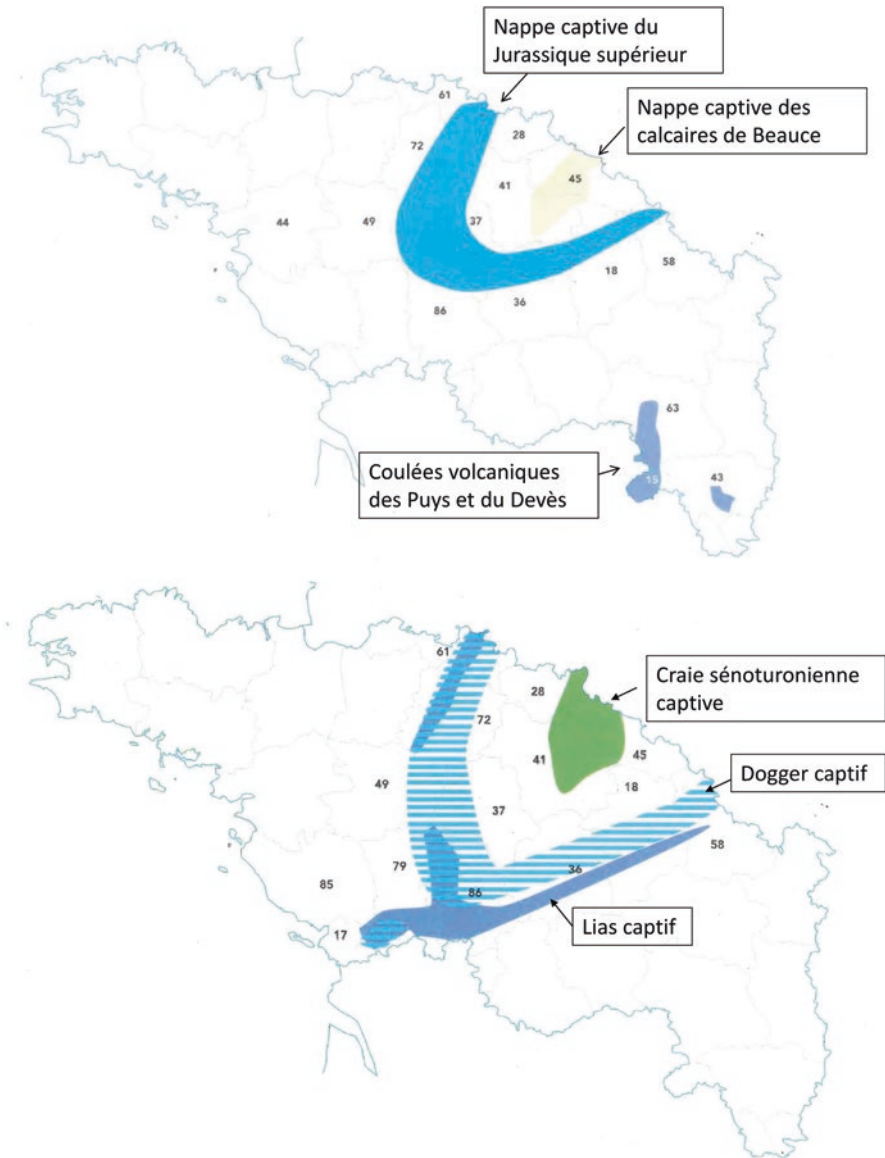 Nappe captive du
Jurassique supérieur
Nappe captive des
calcaires de Beauce
61
28
72
45
41
44
49
37
18
58
86
36
63
Coulées volcaniques
des Puys et du Devès
15
43
61
Craie sénoturonienne
captive
28
72
41
45
Dogger captif
18
49
37
58
79
36
85
86
Lias captif
17